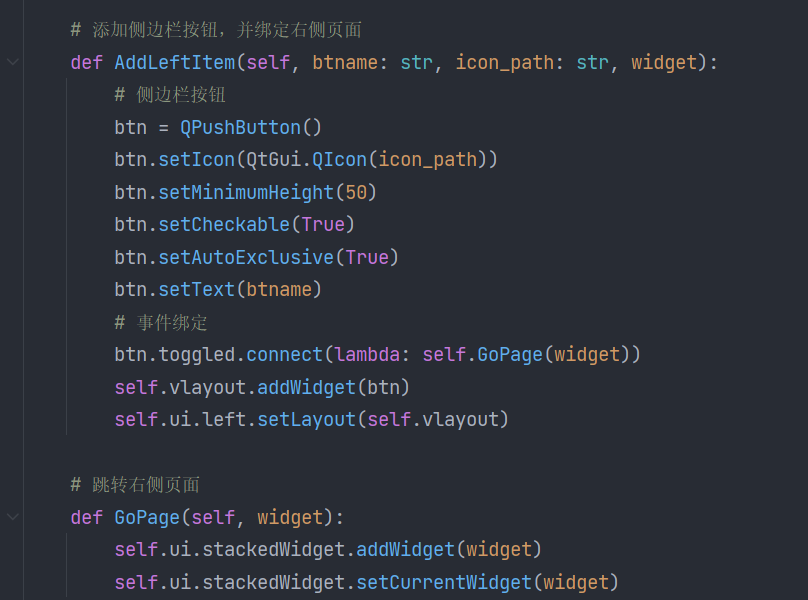 # 添加侧边栏按钮，并绑定右侧页面
def AddLeftItem(self, btname: str, icon_path: str, widget):
# 侧边栏按钮
btn = QPushButton()
btn.setIcon(QtGui.QIcon(icon_path))
btn.setMinimumHeight(50)
btn.setCheckable(True)
btn.setAutoExclusive(True)
btn.setText(btname)
# 事件绑定
btn.toggled.connect(lambda: self.GoPage(widget))
self.vlayout.addWidget(btn)
self.ui.left.setLayout(self.vlayout)
# 跳转右侧页面
def GoPage(self, widget):
self.ui.stackedWidget.addWidget(widget)
self.ui.stackedWidget.setCurrentWidget(widget)